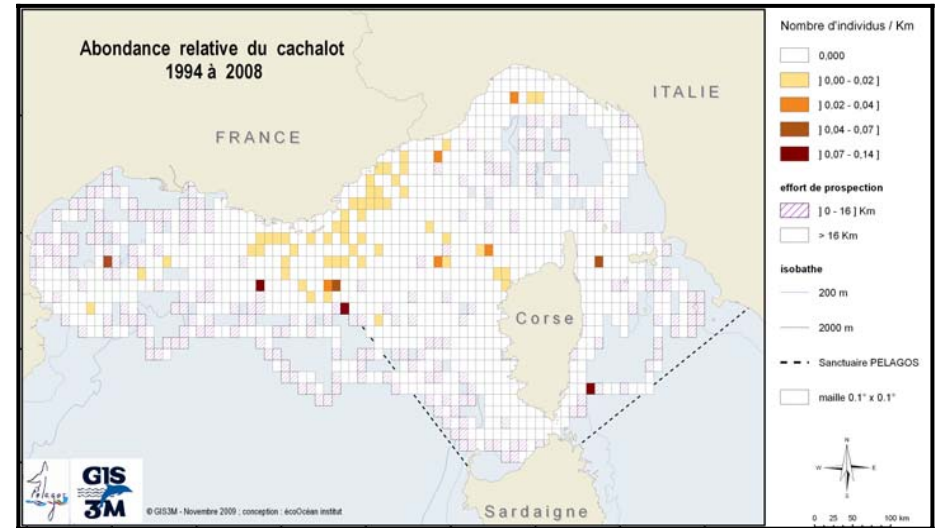 Abondance relative du cachalot
1994 à 2008
FRANCE
ITALIE
Corse
Sardaigne
Nombre d'individus / Km
0,000
] 0,00 - 0,02 ]
] 0,02 - 0,04 ]
] 0,04 - 0,07 ]
] 0,07 - 0,14 ]
effort de prospection
] 0 - 16 ] Km
> 16 Km
isobathe
200 m
2000 m
Sanctuaire PELAGOS
maille 0.1° x 0.1°
N
W
E
S
0 25 50 100 km
Pelagos
GIS
3M
© GIS3M - Novembre 2009 ; conception : écoOcéan institut